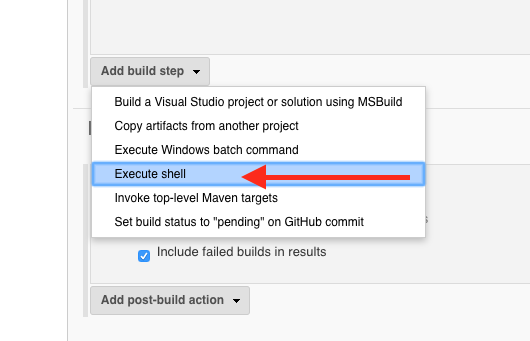 Add build step
Build a Visual Studio project or solution using MSBuild
Copy artifacts from another project
Execute Windows batch command
Execute shell
Invoke top-level Maven targets
Set build status to "pending" on GitHub commit
Include failed builds in results
Add post-build action